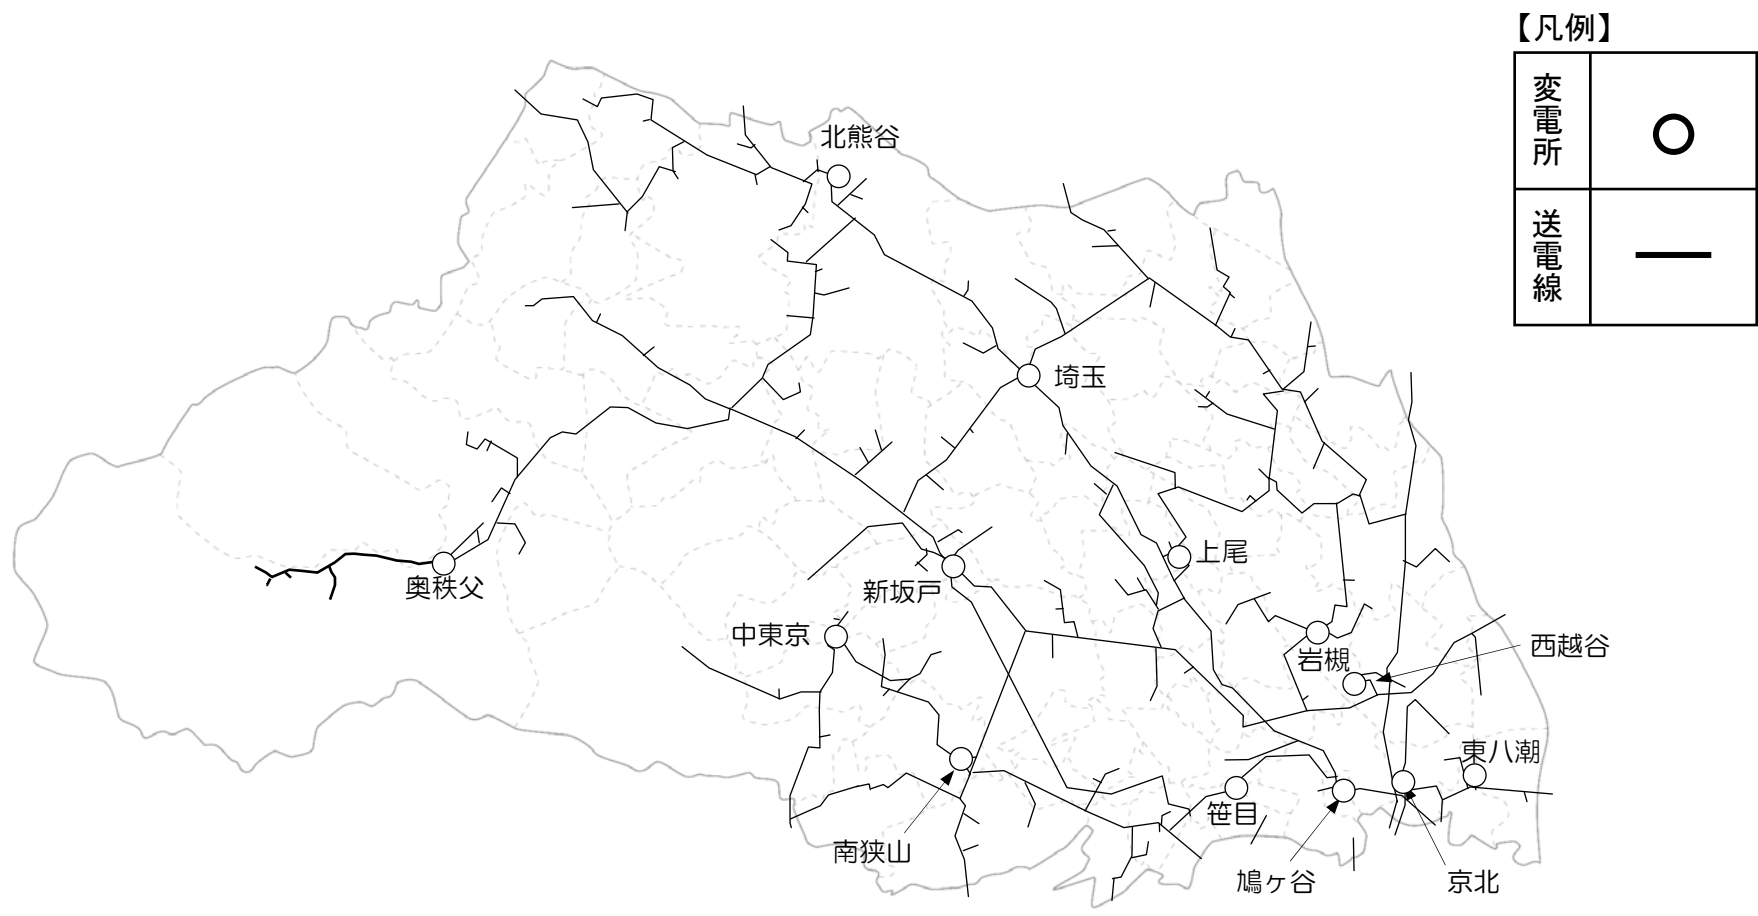 【凡例】
変電所
送電線
北熊谷
埼玉
上尾
奥秩父
新坂戸
中東京
岩槻
西越谷
東八潮
笹目
南狭山
鳩ヶ谷
京北